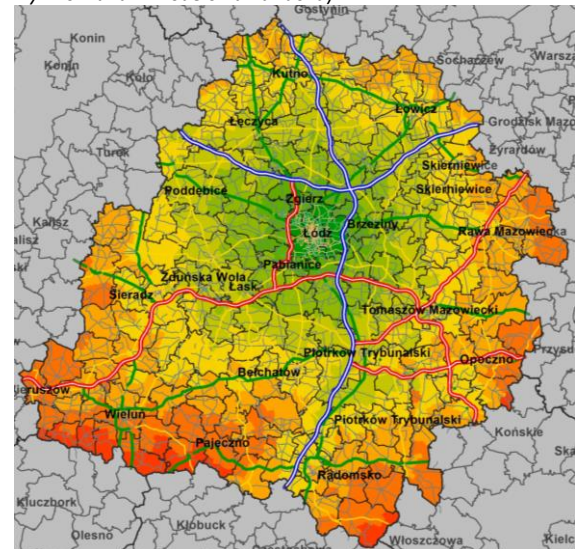 Gostynin
Konin
Kutno
Sochaczew
Warsza
Konin
Koło
Łowicz
Łęczyca
Grodzisk Mazo
Turek
Żyrardów
Skierniewice
Poddębice
Zgierz
Skierniewice
Kalisz
Łódź
Brzeziny
Rawa Mazowiecka
alisz
Pabianice
Zduńska Wola
Łask
Sieradz
Tomaszów Mazowiecki
Piotrków Trybunalski
Opoczno
Przysu
Bełchatów
ieruszów
Wieluń
Piotrków Trybunalski
Końskie
Pajęczno
Radomsko
Kluczbork
Kłobuck
Olesno
Włoszczowa
Kielc